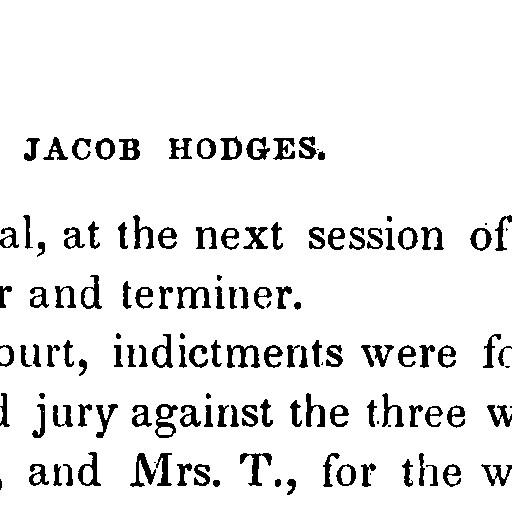 JACOB HODGES.
al, at the next session of
r and terminer.
ourt, indictments were fo
d jury against the three w
, and Mrs. T., for the w